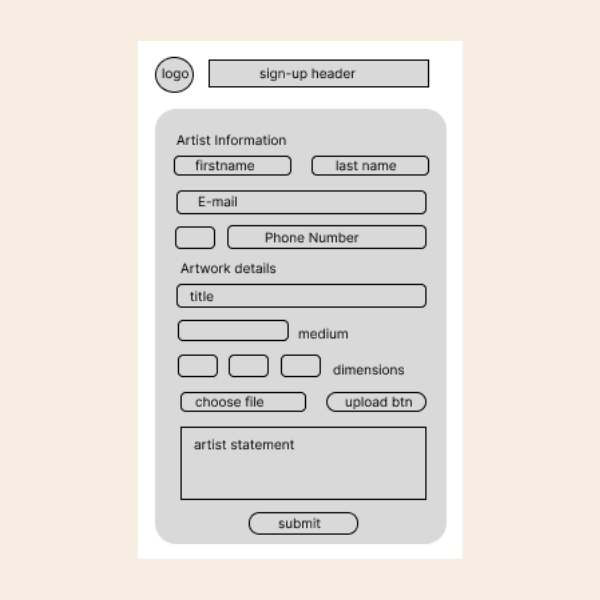 logo
sign-up header
Artist Information
firstname
last name
E-mail
Phone Number
Artwork details
title
medium
dimensions
choose file
upload btn
artist statement
submit